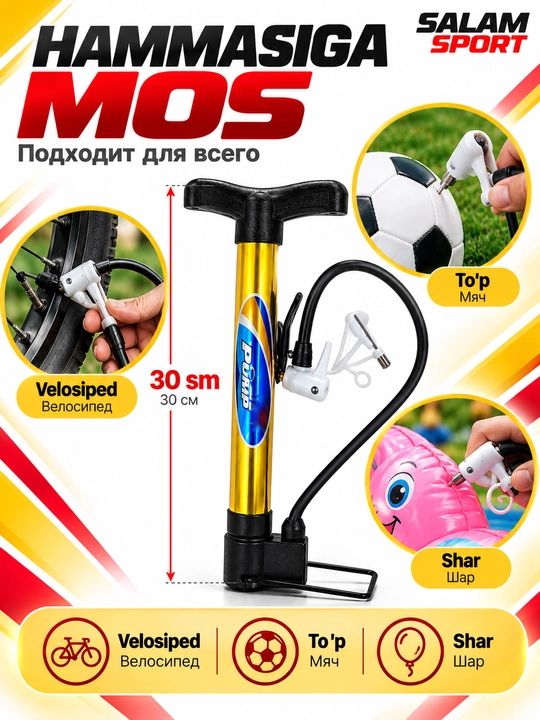 HAMMASIGA
MOS
Подходит для всего
SALAM
SPORT
To'p
Мяч
Velosiped
Велосипед
30 sm
30 см
PUMP
Shar
Шар
Velosiped
Велосипед
To'p
Мяч
Shar
Шар